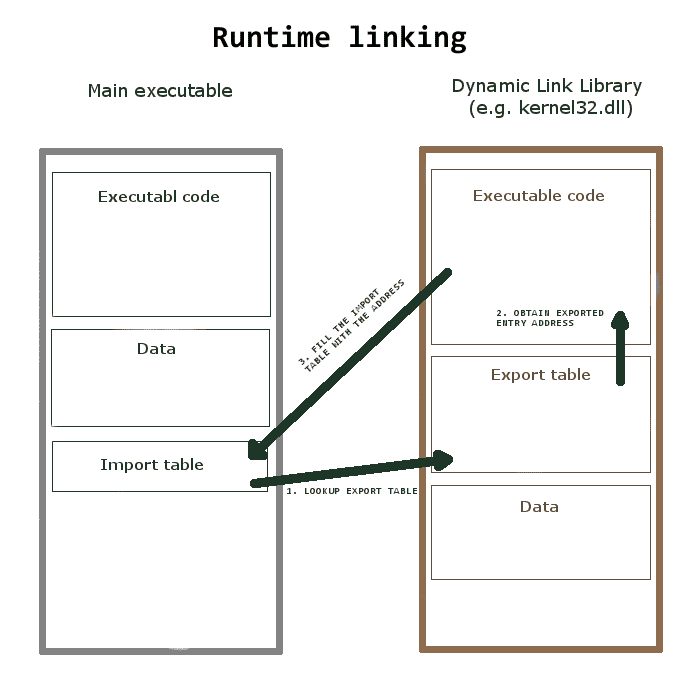 Runtime linking
Main executable
Dynamic Link Library
(e.g. kernel32.dll)
Executabl code
Data
Import table
Executable code
Export table
Data
1. LOOKUP EXPORT TABLE
2. OBTAIN EXPORTED
ENTRY ADDRESS
3. FILL THE IMPORT
TABLE WITH THE ADDRESS